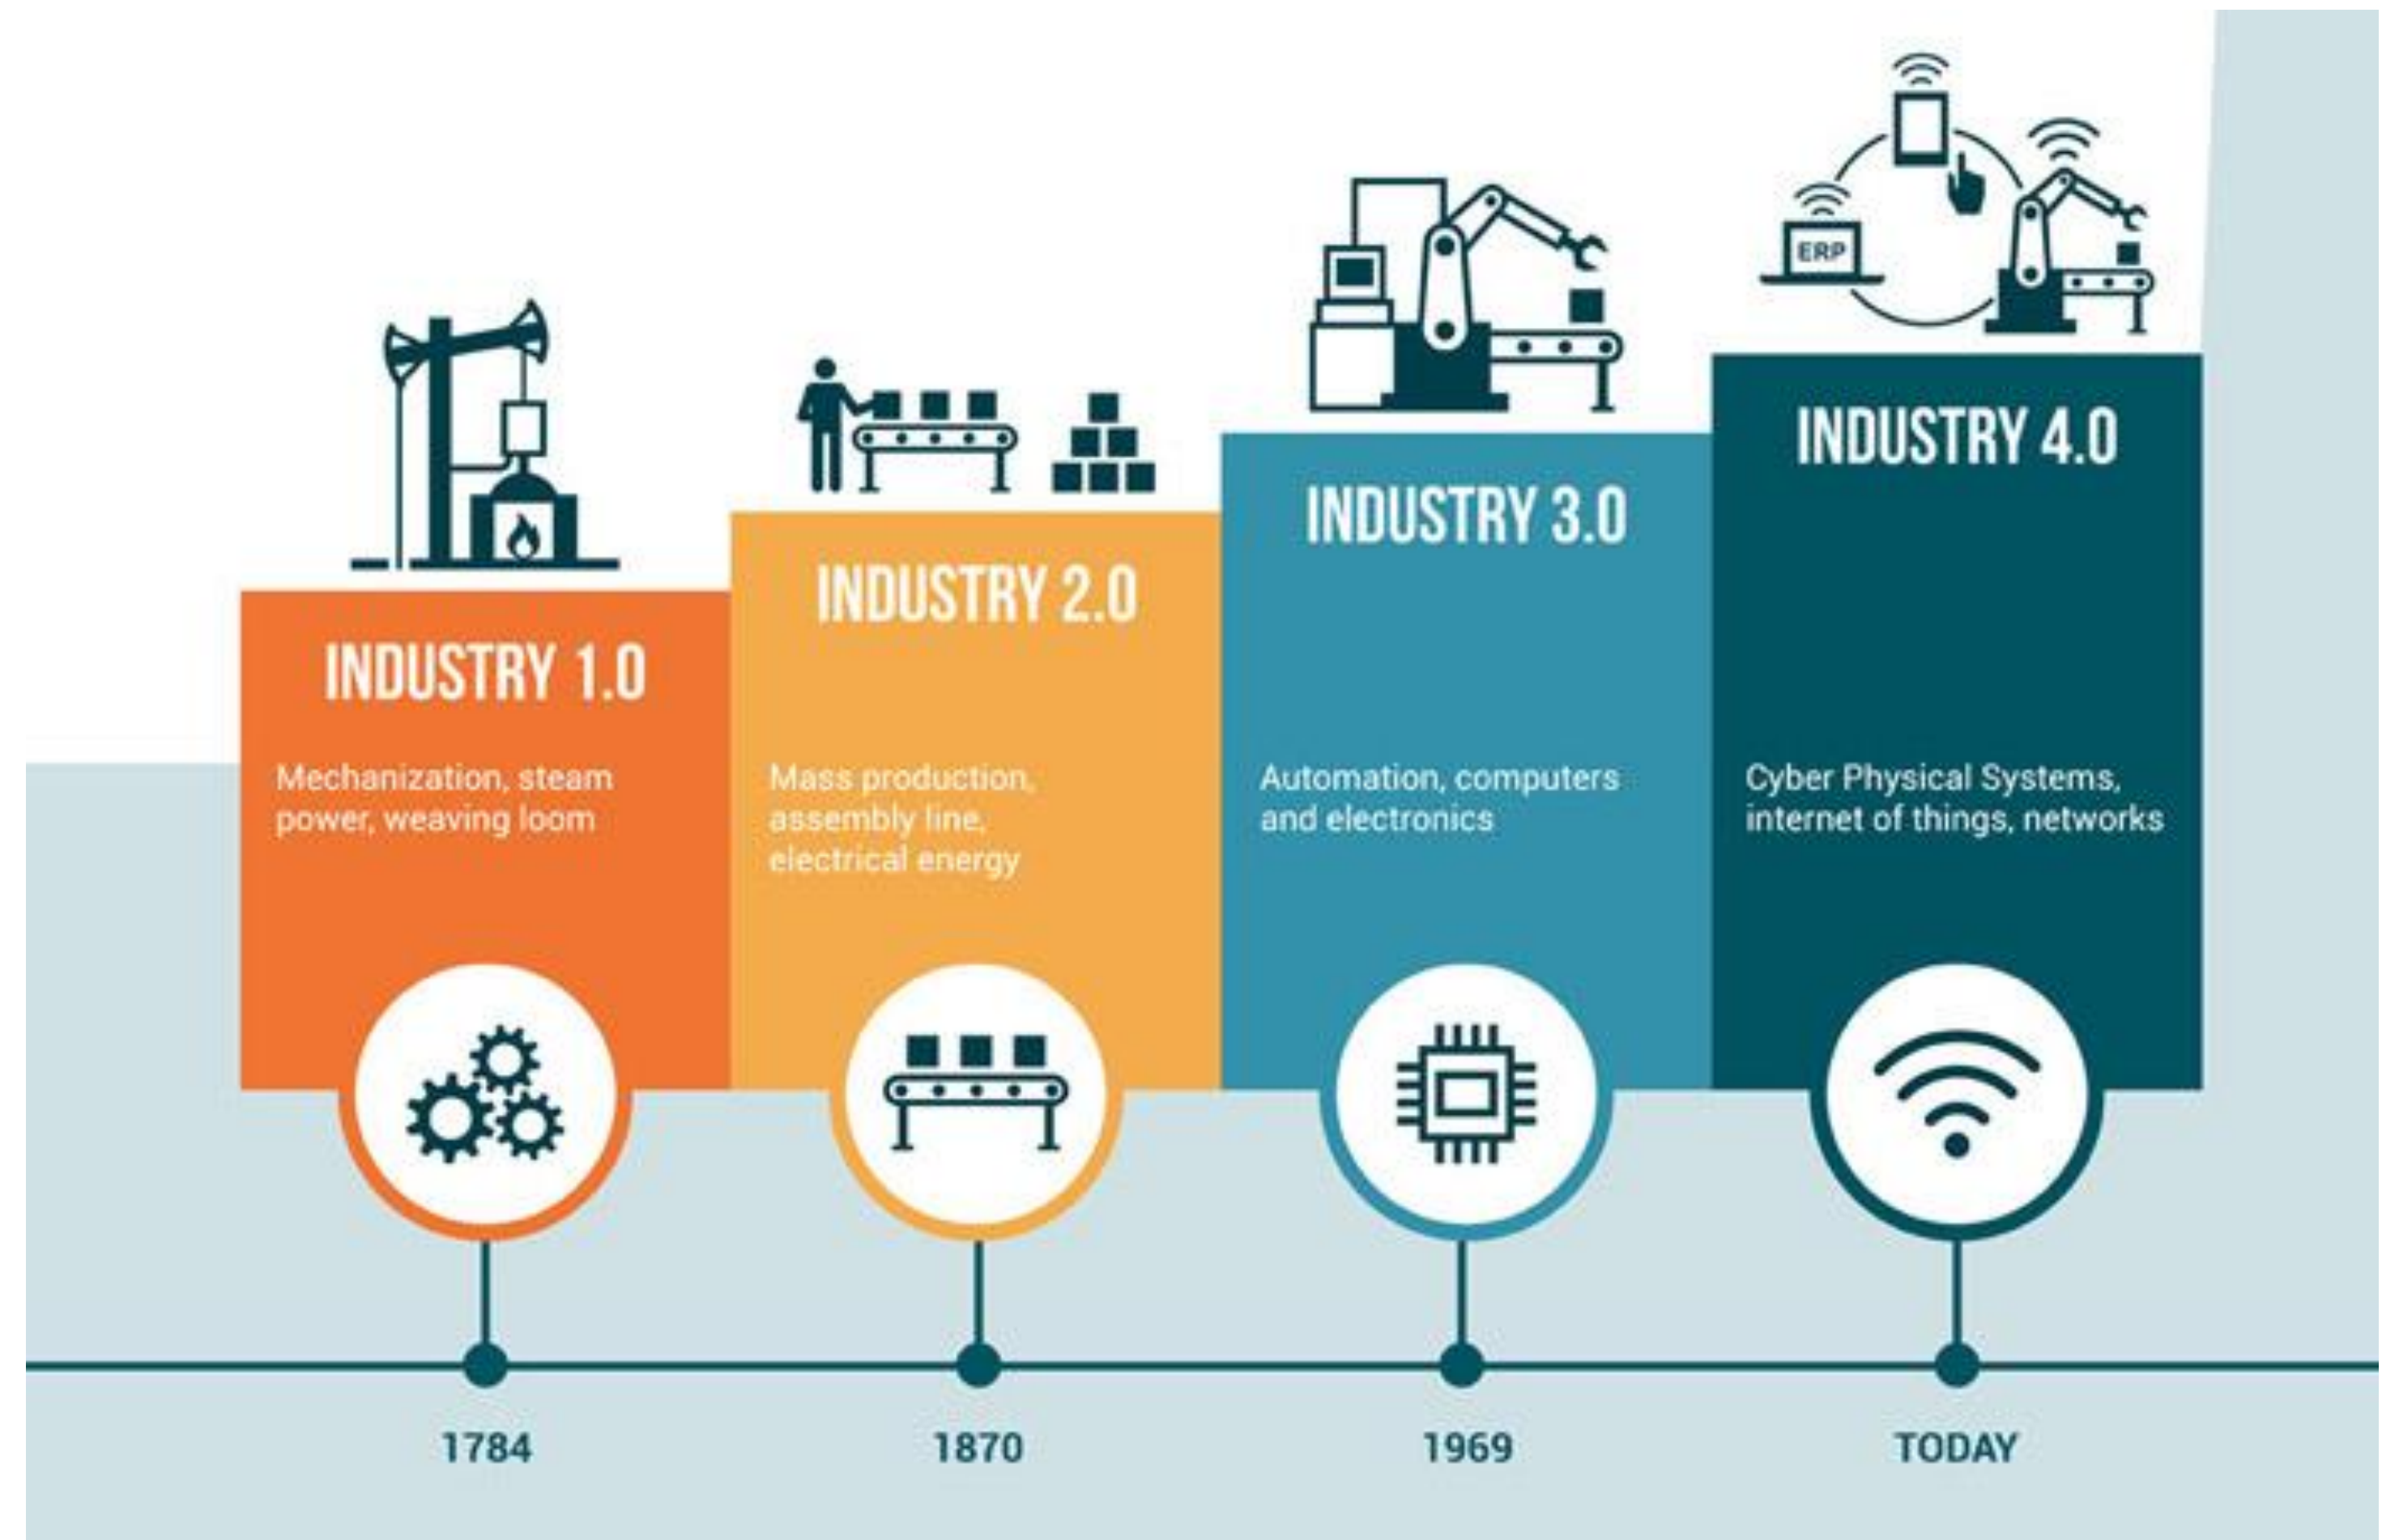 ERP
INDUSTRY 1.0
Mechanization, steam
power, weaving loom
INDUSTRY 2.0
Mass production,
assembly line,
electrical energy
INDUSTRY 3.0
Automation, computers
and electronics
INDUSTRY 4.0
Cyber Physical Systems,
internet of things, networks
1784
1870
1969
TODAY